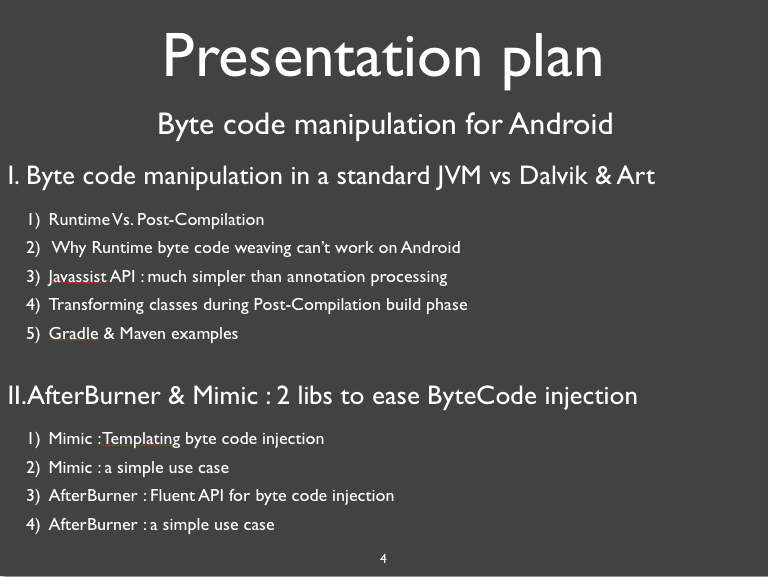 Presentation plan
Byte code manipulation for Android
I. Byte code manipulation in a standard JVM vs Dalvik & Art
1) Runtime Vs. Post-Compilation
2) Why Runtime byte code weaving can’t work on Android
3) Javassist API : much simpler than annotation processing
4) Transforming classes during Post-Compilation build phase
5) Gradle & Maven examples
II.AfterBurner & Mimic : 2 libs to ease ByteCode injection
1) Mimic : Templating byte code injection
2) Mimic : a simple use case
3) AfterBurner : Fluent API for byte code injection
4) AfterBurner : a simple use case
4